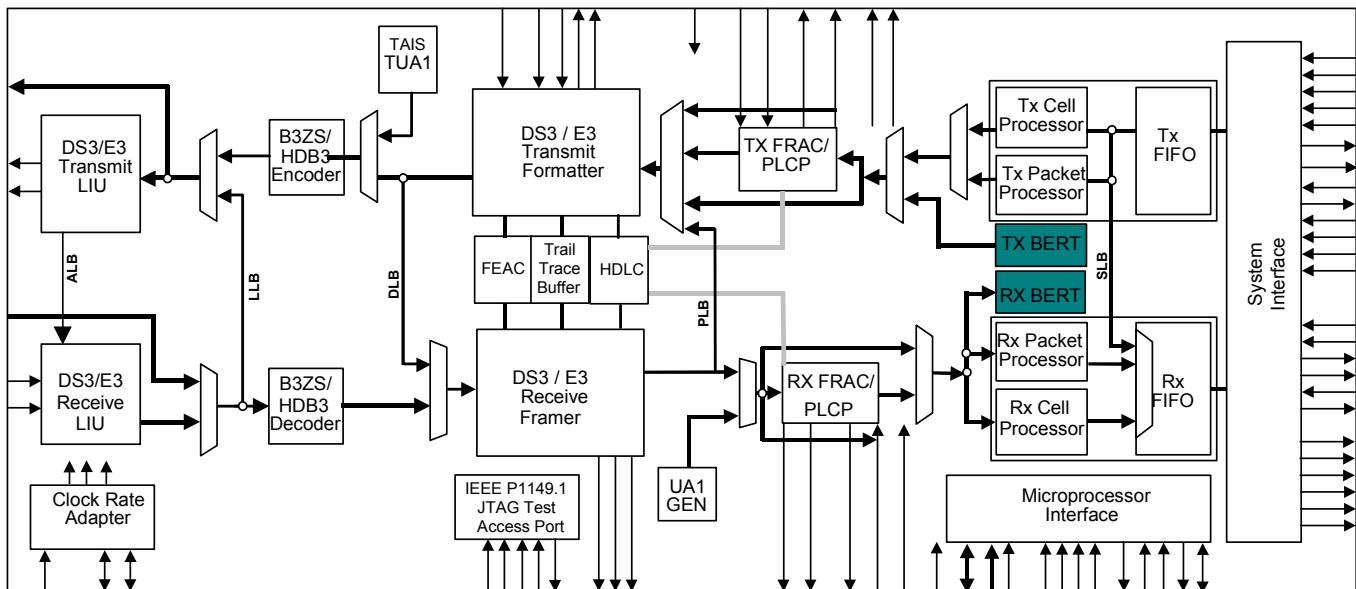 TAIS
TUA1
DS3/E3
Transmit
LIU
B3ZS/
HDB3
Encoder
DS3 / E3
Transmit
Formatter
TX FRAC/
PLCP
Tx Cell
Processor
Tx Packet
Processor
Tx
FIFO
TX BERT
RX BERT
SLB
System
Interface
ALB
LLB
DLB
FEAC
Trail
Trace
Buffer
HDLC
PLB
DS3/E3
Receive
LIU
B3ZS/
HDB3
Decoder
DS3 / E3
Receive
Framer
RX FRAC/
PLCP
Rx Packet
Processor
Rx Cell
Processor
Rx
FIFO
UA1
GEN
Clock Rate
Adapter
IEEE P1149.1
JTAG Test
Access Port
Microprocessor
Interface